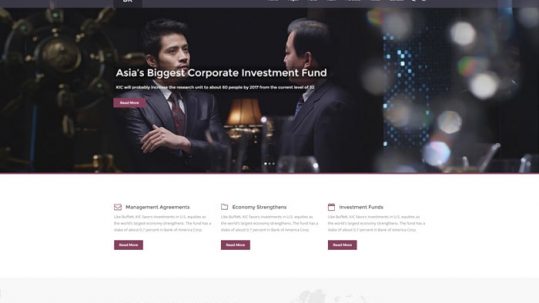 Asia's Biggest Corporate Investment Fund
KIC will probably increase the research unit to about 60 people by 2017 from the current level of 32
Read More
Management Agreements
Like Buffett, KIC favors investments in U.S. equities as
the world's largest economy strengthens. The fund has a
stake of about 0.7 percent in Bank of America Corp.
Read More
Economy Strengthens
Like Buffett, KIC favors investments in U.S. equities as
the world's largest economy strengthens. The fund has a
stake of about 0.7 percent in Bank of America Corp.
Read More
Investment Funds
Like Buffett, KIC favors investments in U.S. equities as
the world's largest economy strengthens. The fund has a
stake of about 0.7 percent in Bank of America Corp.
Read More